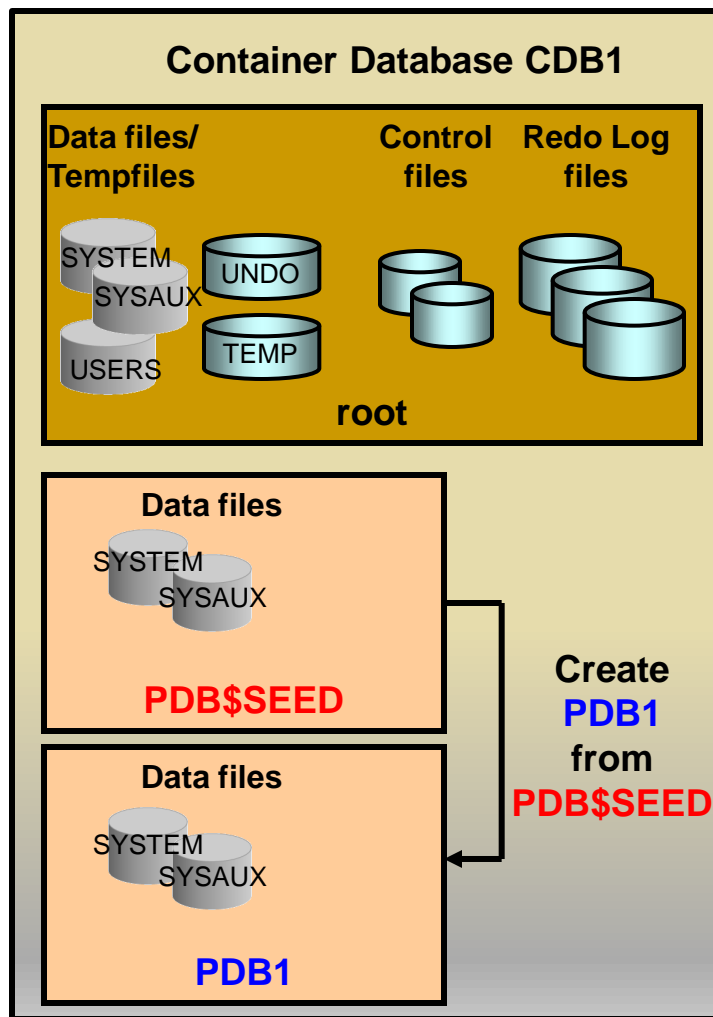 Container Database CDB1
Data files/
Tempfiles
Control
files
Redo Log
files
SYSTEM
SYSAUX
USERS
UNDO
TEMP
root
Data files
SYSTEM
SYSAUX
PDB$SEED
Create
PDB1
from
PDB$SEED
Data files
SYSTEM
SYSAUX
PDB1